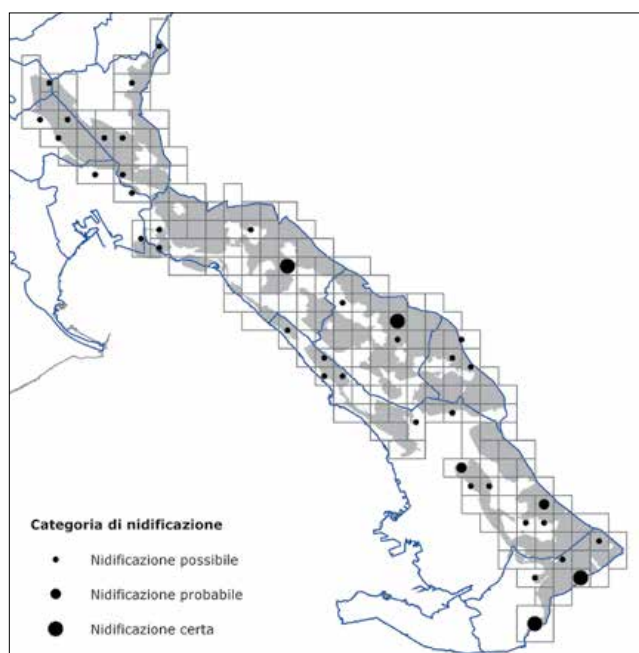 Categoria di nidificazione
Nidificazione possibile
Nidificazione probabile
Nidificazione certa